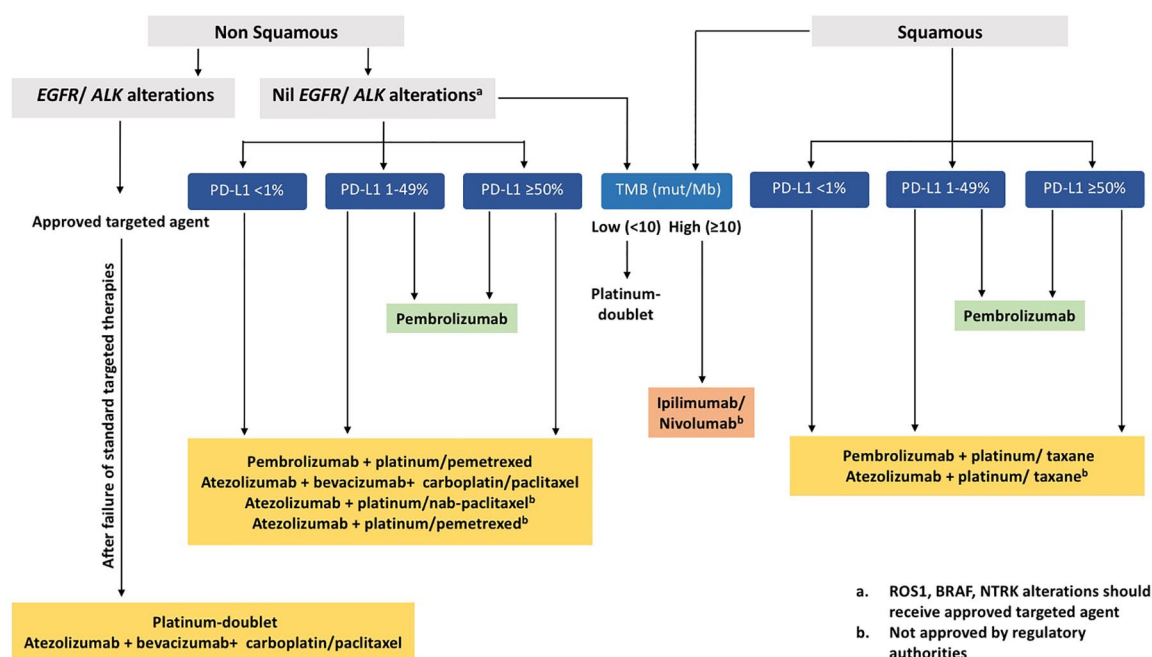 Non Squamous
Squamous
EGFR/ ALK alterations
Nil EGFR/ ALK alterationsᵃ
PD-L1 <1%
PD-L1 1-49%
PD-L1 ≥50%
TMB (mut/Mb)
PD-L1 <1%
PD-L1 1-49%
PD-L1 ≥50%
Approved targeted agent
Low (<10) High (≥10)
Platinum-
doublet
Pembrolizumab
Pembrolizumab
After failure of standard targeted therapies
Ipilimumab/
Nivolumabᵇ
Pembrolizumab + platinum/pemetrexed
Atezolizumab + bevacizumab+ carboplatin/paclitaxel
Atezolizumab + platinum/nab-paclitaxelᵇ
Atezolizumab + platinum/pemetrexedᵇ
Pembrolizumab + platinum/ taxane
Atezolizumab + platinum/ taxaneᵇ
Platinum-doublet
Atezolizumab + bevacizumab+ carboplatin/paclitaxel
a. ROS1, BRAF, NTRK alterations should
receive approved targeted agent
b. Not approved by regulatory
authorities